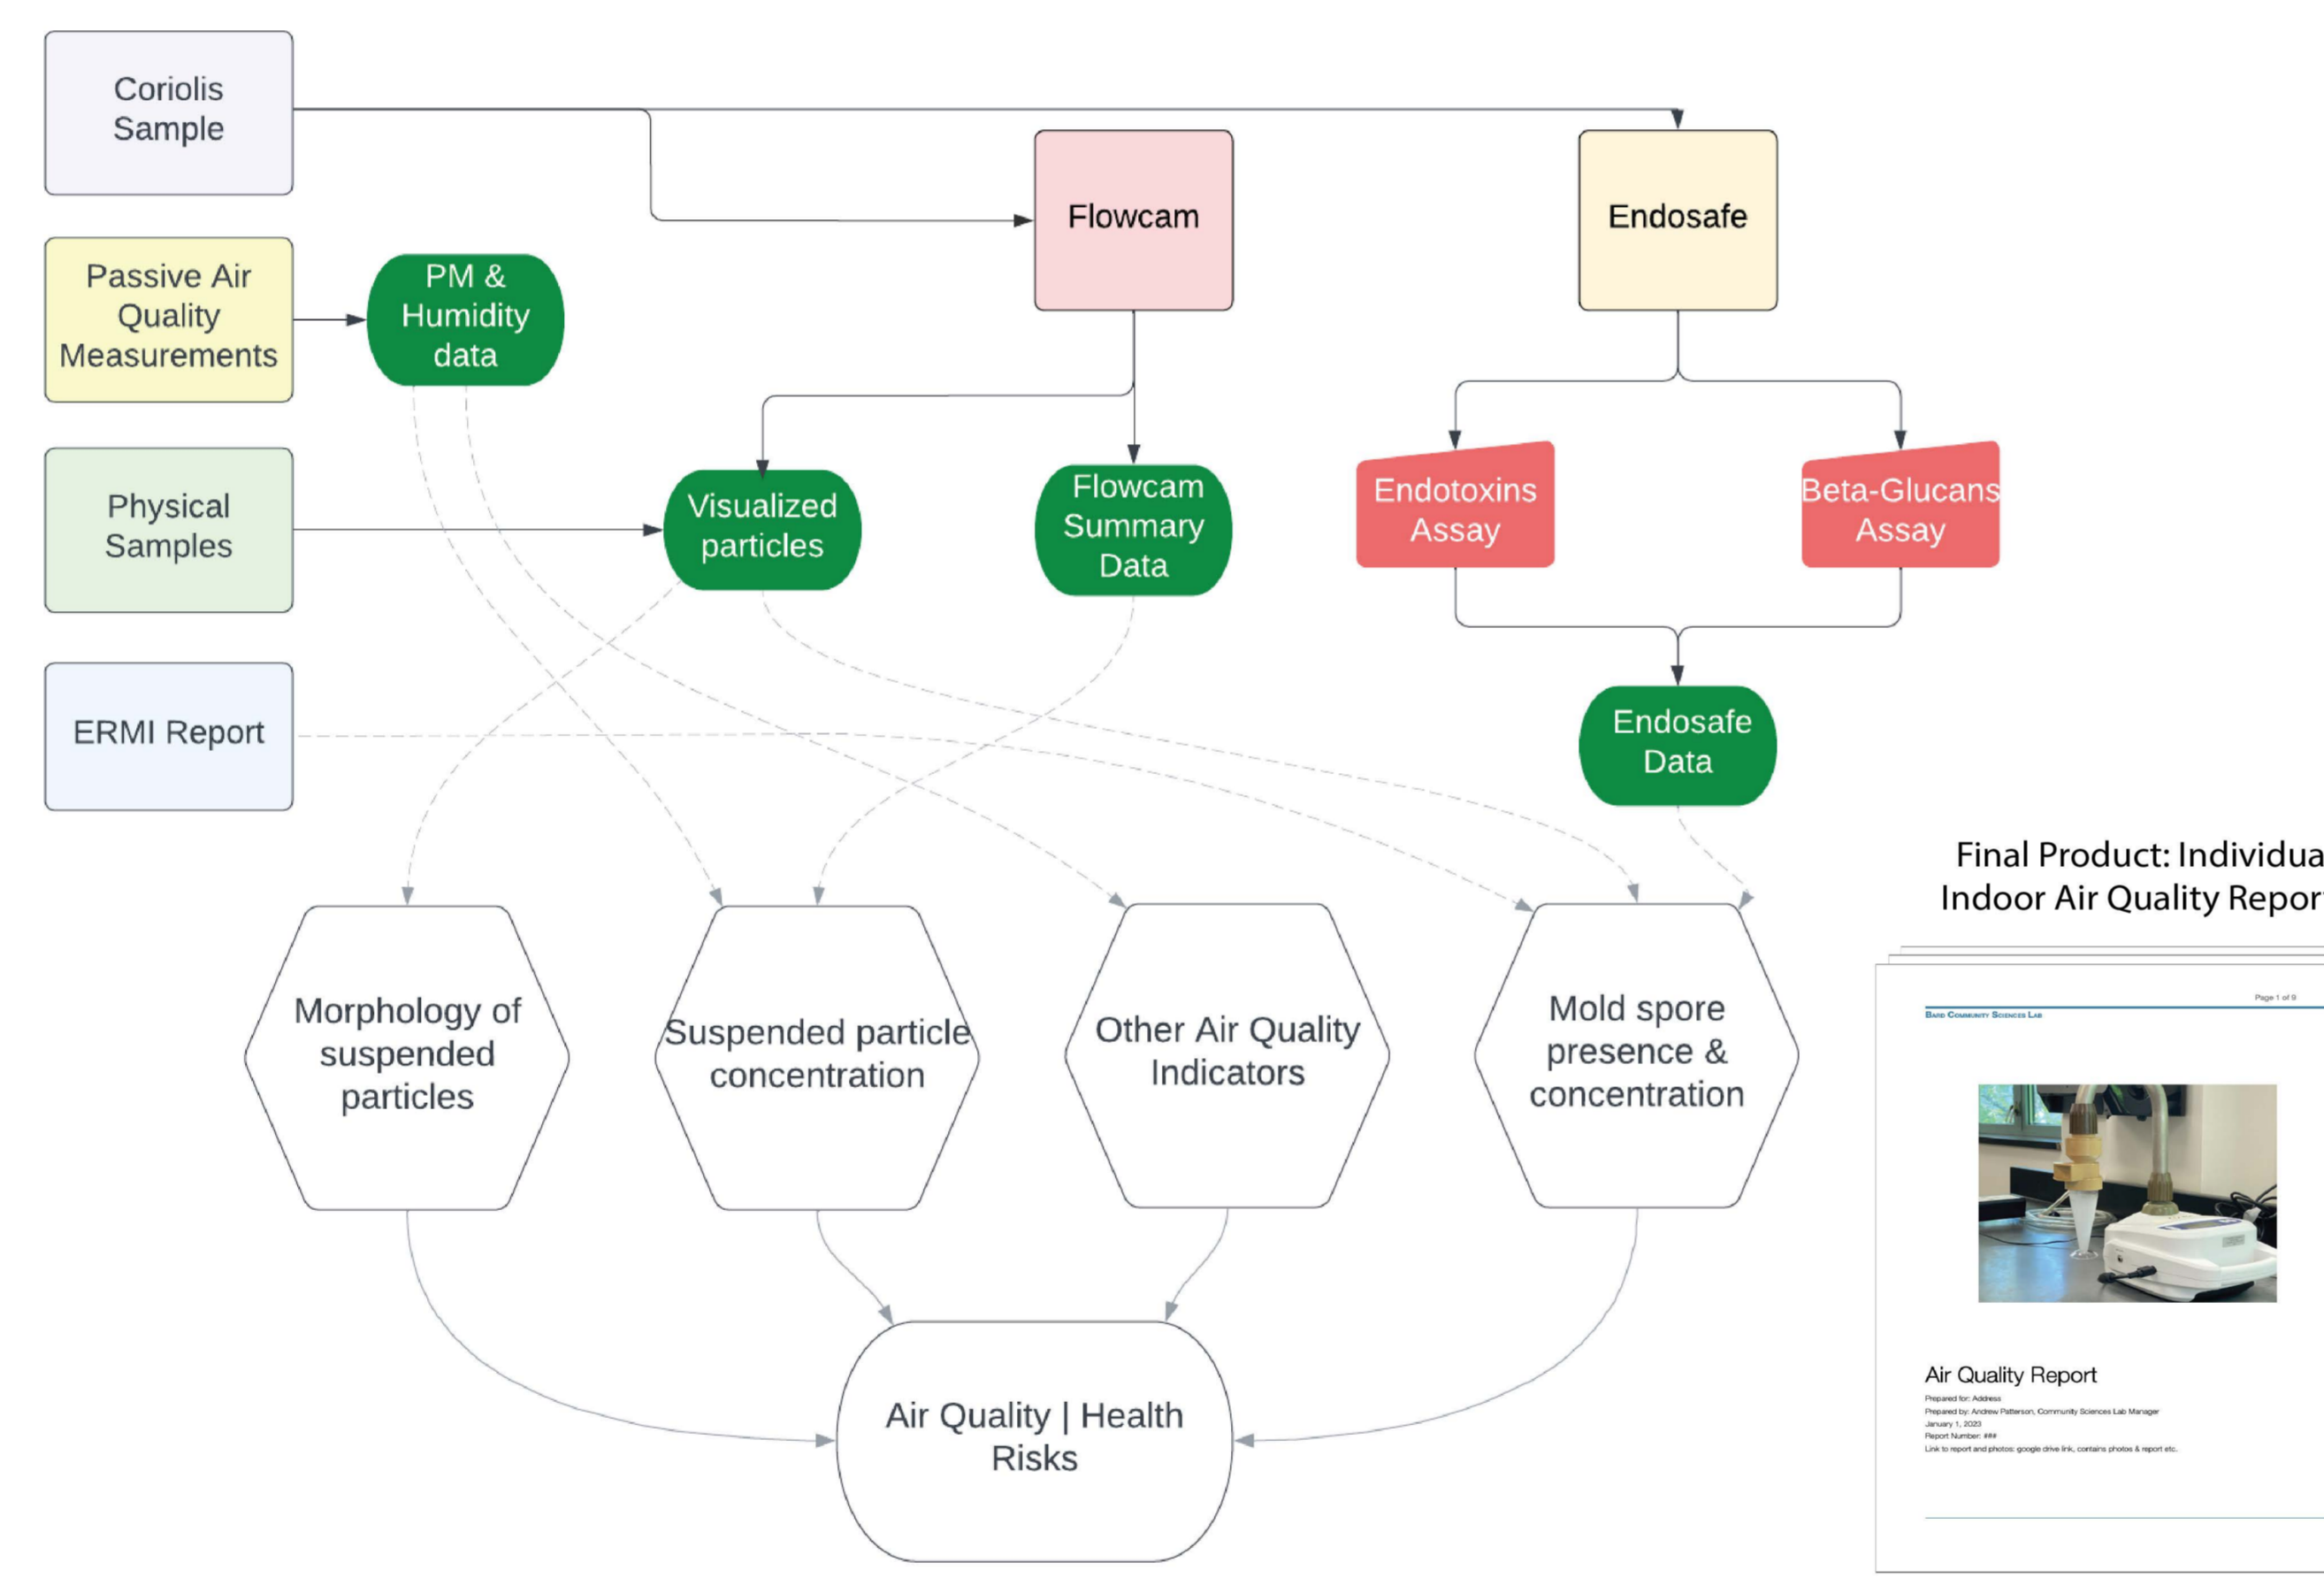 Coriolis
Sample
Passive Air
Quality
Measurements
Physical
Samples
ERMI Report
PM &
Humidity
data
Flowcam
Endosafe
Visualized
particles
Flowcam
Summary
Data
Endotoxins
Assay
Beta-Glucans
Assay
Endosafe
Data
Morphology of
suspended
particles
Suspended particle
concentration
Other Air Quality
Indicators
Mold spore
presence &
concentration
Air Quality | Health
Risks
Final Product: Individua
Indoor Air Quality Repor
Page 1 of 9
Bard Community Sciences Lab
Air Quality Report
Prepared for: Address
Prepared by: Andrew Patterson, Community Sciences Lab Manager
January 1, 2023
Report Number: ###
Link to report and photos: google drive link, contains photos & report etc.